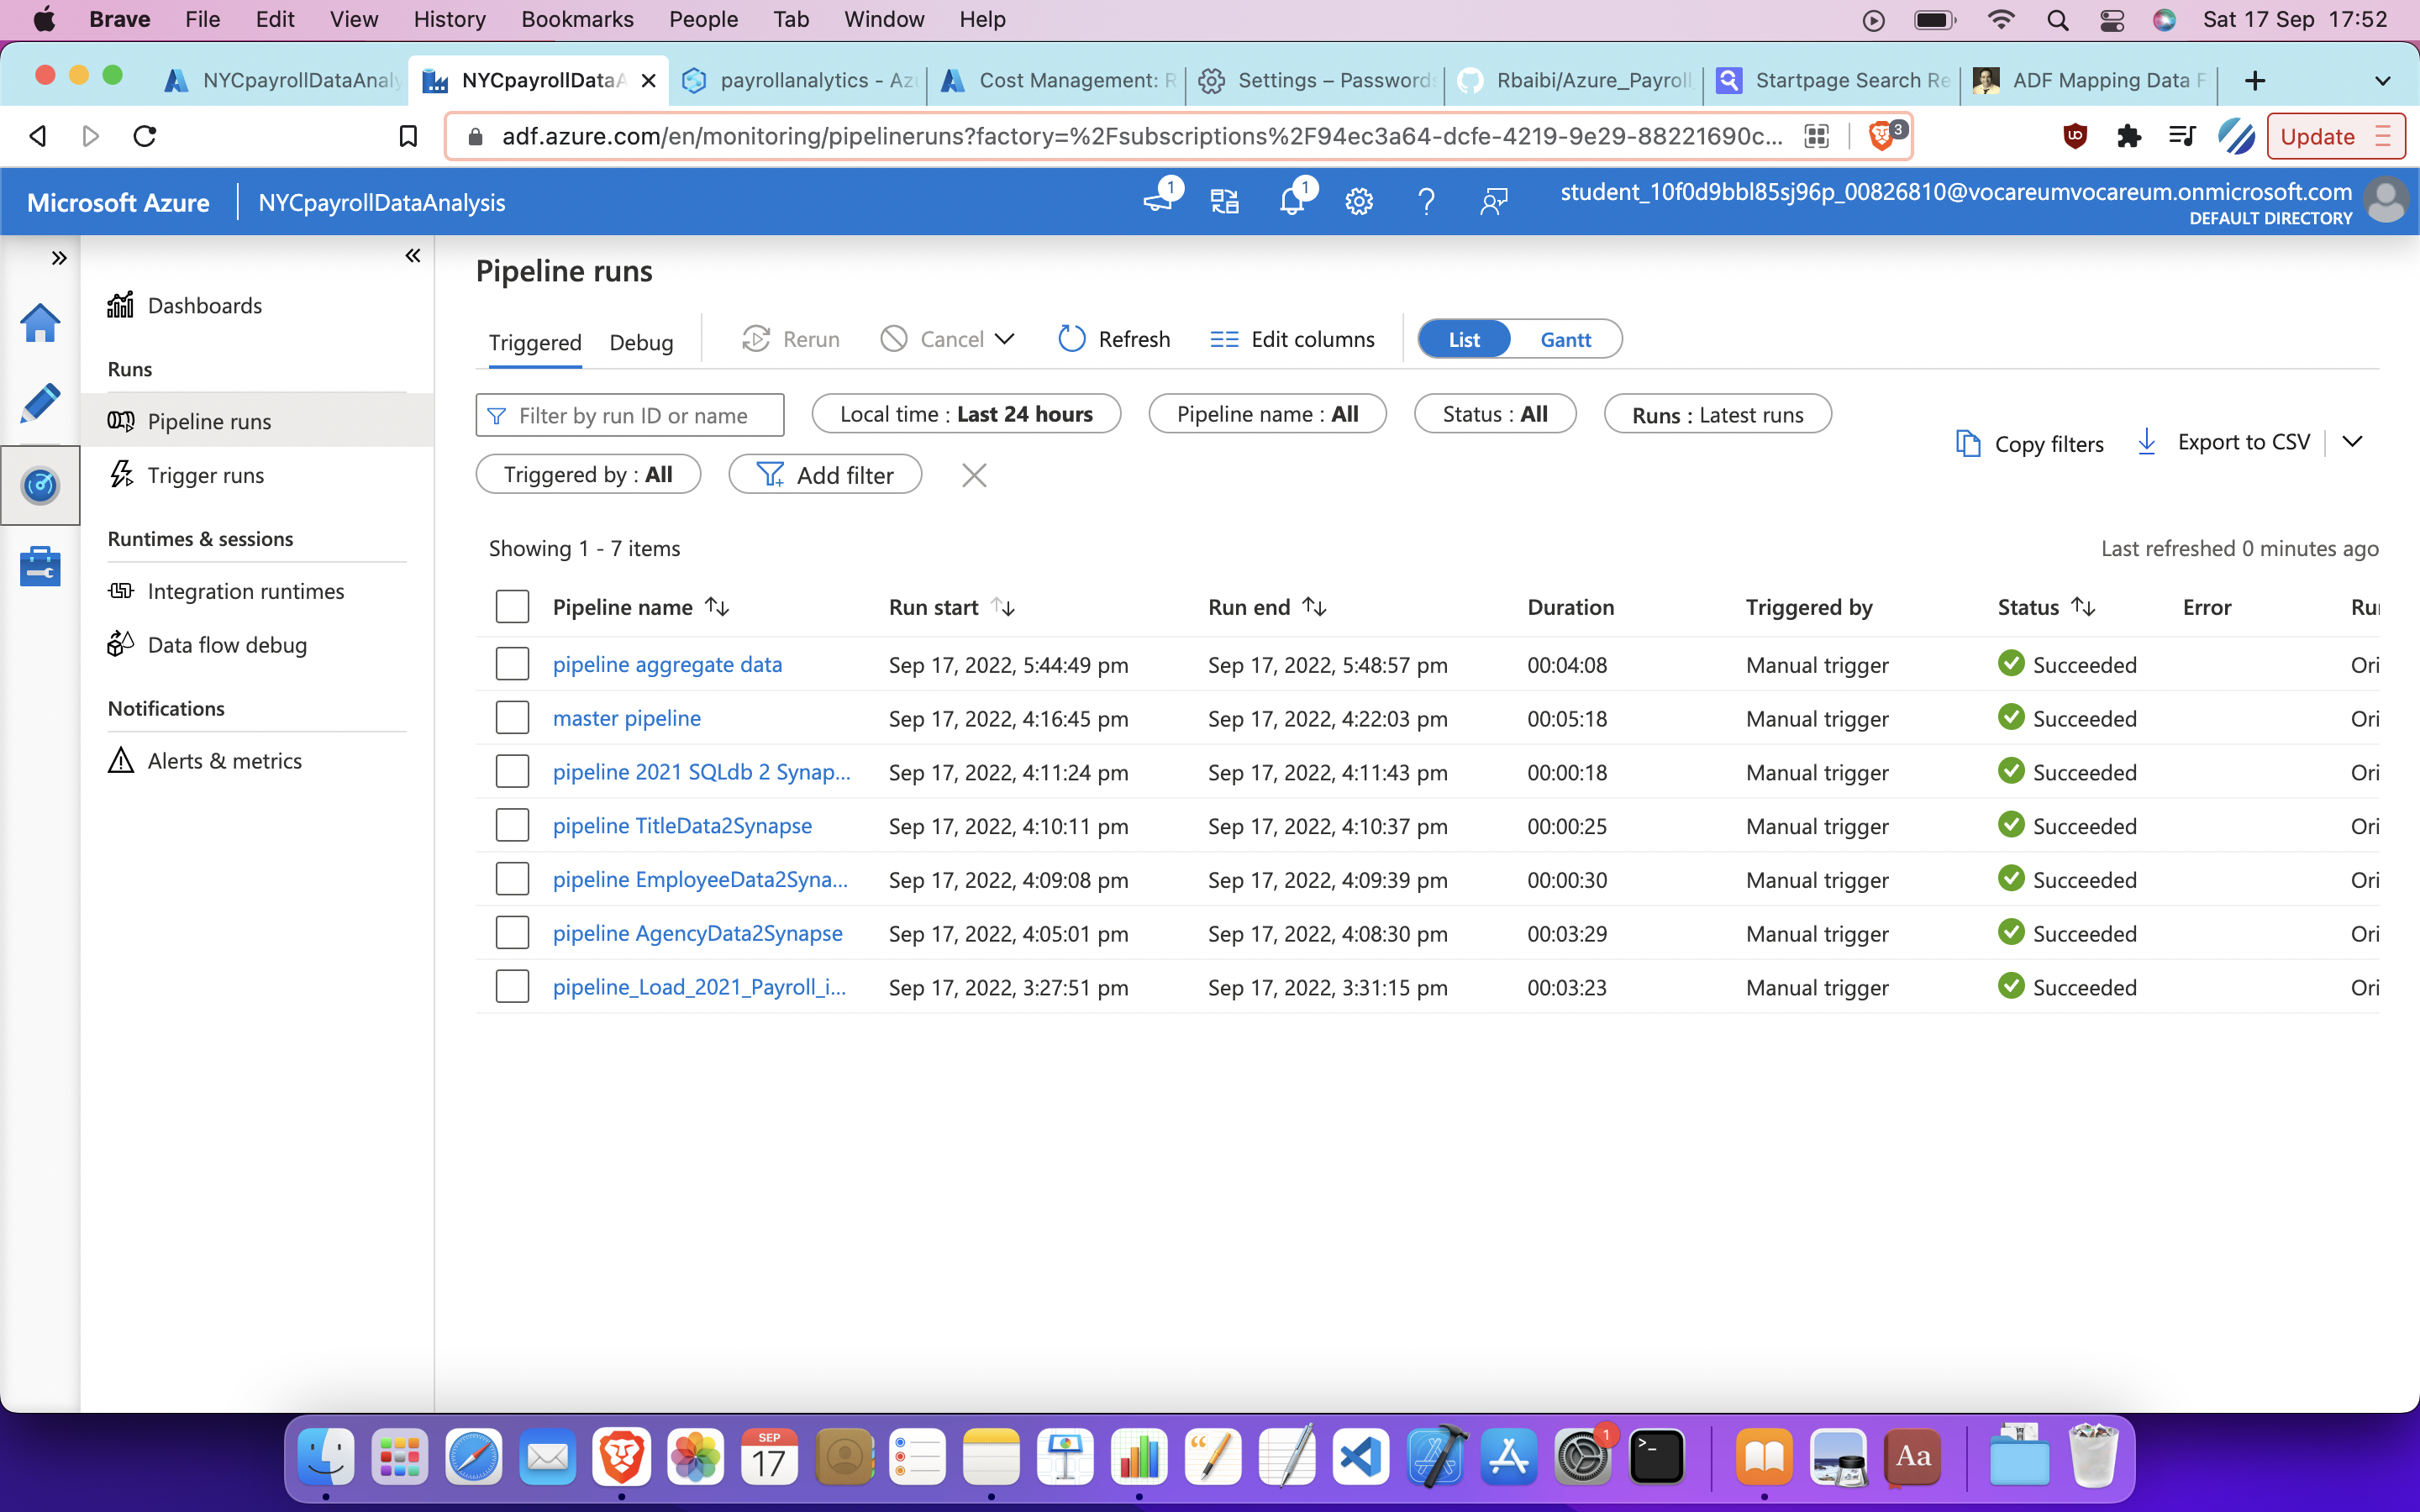 Brave File Edit View History Bookmarks People Tab Window Help Sat 17 Sep 17:52
NYCpayrollDataAnaly NYCpayrollDataA payrollanalytics - Azu Cost Management: R Settings – Passwords Rbaibi/Azure_Payroll Startpage Search Re ADF Mapping Data F
adf.azure.com/en/monitoring/pipelineruns?factory=%2Fsubscriptions%2F94ec3a64-dcfe-4219-9e29-88221690c... 3 Update
Microsoft Azure NYCpayrollDataAnalysis 1 1 student_10f0d9bbl85sj96p_00826810@vocareumvocareum.onmicrosoft.com
DEFAULT DIRECTORY
Dashboards
Runs
Pipeline runs
Trigger runs
Runtimes & sessions
Integration runtimes
Data flow debug
Notifications
Alerts & metrics
Pipeline runs
Triggered Debug Rerun Cancel Refresh Edit columns List Gantt
Filter by run ID or name Local time : Last 24 hours Pipeline name : All Status : All Runs : Latest runs
Copy filters Export to CSV
Triggered by : All Add filter
Showing 1 - 7 items Last refreshed 0 minutes ago
Pipeline name Run start Run end Duration Triggered by Status Error Ru
pipeline aggregate data Sep 17, 2022, 5:44:49 pm Sep 17, 2022, 5:48:57 pm 00:04:08 Manual trigger Succeeded Ori
master pipeline Sep 17, 2022, 4:16:45 pm Sep 17, 2022, 4:22:03 pm 00:05:18 Manual trigger Succeeded Ori
pipeline 2021 SQLdb 2 Synap... Sep 17, 2022, 4:11:24 pm Sep 17, 2022, 4:11:43 pm 00:00:18 Manual trigger Succeeded Ori
pipeline TitleData2Synapse Sep 17, 2022, 4:10:11 pm Sep 17, 2022, 4:10:37 pm 00:00:25 Manual trigger Succeeded Ori
pipeline EmployeeData2Syna... Sep 17, 2022, 4:09:08 pm Sep 17, 2022, 4:09:39 pm 00:00:30 Manual trigger Succeeded Ori
pipeline AgencyData2Synapse Sep 17, 2022, 4:05:01 pm Sep 17, 2022, 4:08:30 pm 00:03:29 Manual trigger Succeeded Ori
pipeline_Load_2021_Payroll_i... Sep 17, 2022, 3:27:51 pm Sep 17, 2022, 3:31:15 pm 00:03:23 Manual trigger Succeeded Ori
SEP
17
1
Aa